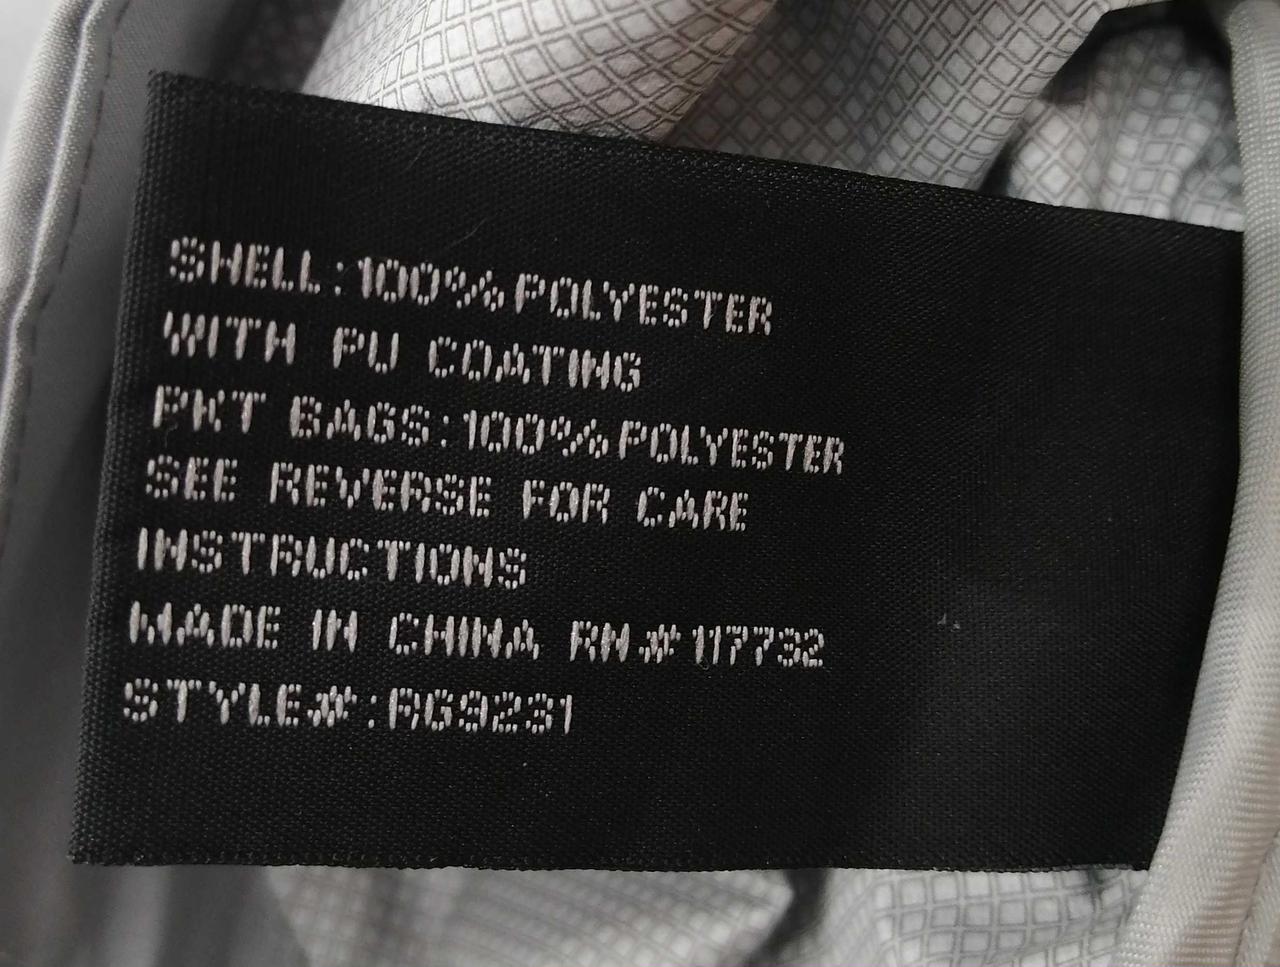 SHELL:100%POLYESTER
WITH PU COATING
PKT BAGS:100%POLYESTER
SEE REVERSE FOR CARE
INSTRUCTIONS
MADE IN CHINA RN#117732
STYLE#:RG9231